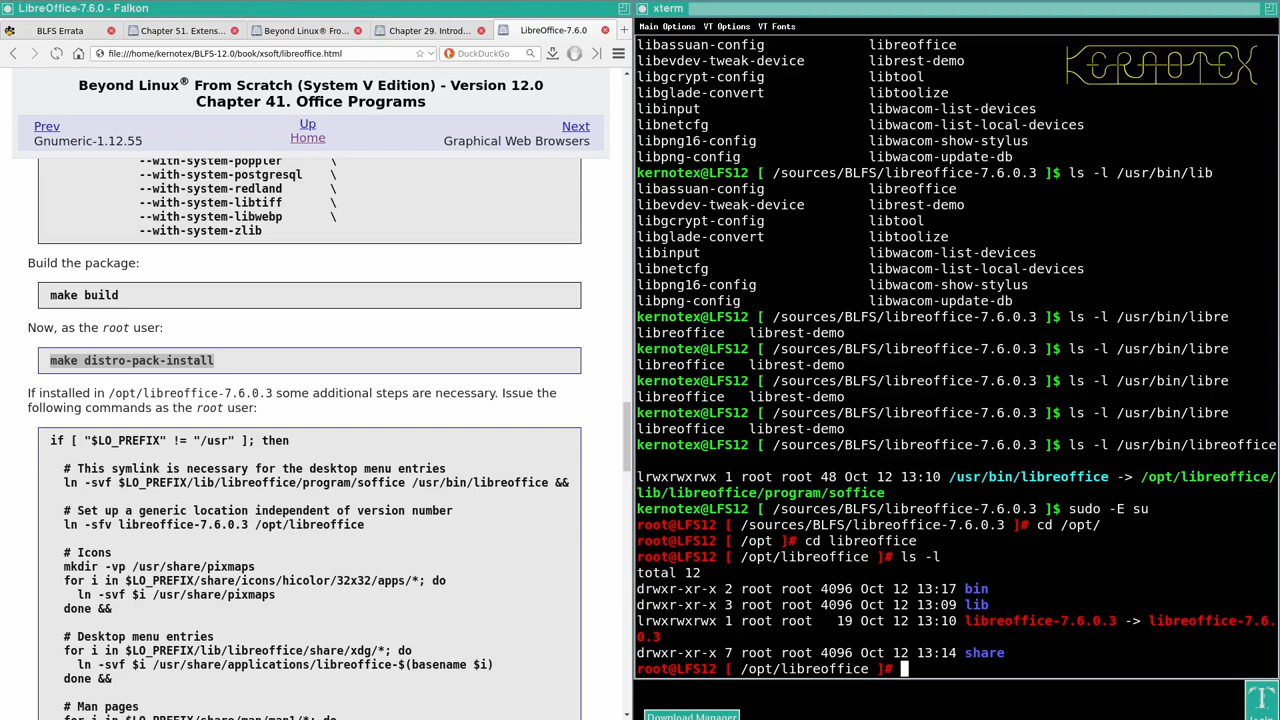 LibreOffice-7.6.0 - Falkon
BLFS Errata
Chapter 51. Extens...
Beyond Linux® Fro...
Chapter 29. Introd...
LibreOffice-7.6.0
file:///home/kernotex/BLFS-12.0/book/xsoft/libreoffice.html
DuckDuckGo
Beyond Linux® From Scratch (System V Edition) - Version 12.0
Chapter 41. Office Programs
Prev
Up
Next
Gnumeric-1.12.55
Home
Graphical Web Browsers
--with-system-poppler \
--with-system-postgresql \
--with-system-redland \
--with-system-libtiff \
--with-system-libwebp \
--with-system-zlib
Build the package:
make build
Now, as the root user:
make distro-pack-install
If installed in /opt/libreoffice-7.6.0.3 some additional steps are necessary. Issue the
following commands as the root user:
if [ "$LO_PREFIX" != "/usr" ]; then
# This symlink is necessary for the desktop menu entries
ln -svf $LO_PREFIX/lib/libreoffice/program/soffice /usr/bin/libreoffice &&
# Set up a generic location independent of version number
ln -sfv libreoffice-7.6.0.3 /opt/libreoffice
# Icons
mkdir -vp /usr/share/pixmaps
for i in $LO_PREFIX/share/icons/hicolor/32x32/apps/*; do
ln -svf $i /usr/share/pixmaps
done &&
# Desktop menu entries
for i in $LO_PREFIX/lib/libreoffice/share/xdg/*; do
ln -svf $i /usr/share/applications/libreoffice-$(basename $i)
done &&
# Man pages
for i in $LO_PREFIX/share/man/man1/*; do
xterm
Main Options VT Options VT Fonts
KERNOTEX
libassuan-config libreoffice
libevdev-tweak-device librest-demo
libgcrypt-config libtool
libglade-convert libtoolize
libinput libwacom-list-devices
libnetcfg libwacom-list-local-devices
libpng16-config libwacom-show-stylus
libpng-config libwacom-update-db
kernotex@LFS12 [ /sources/BLFS/libreoffice-7.6.0.3 ]$ ls -l /usr/bin/lib
libassuan-config libreoffice
libevdev-tweak-device librest-demo
libgcrypt-config libtool
libglade-convert libtoolize
libinput libwacom-list-devices
libnetcfg libwacom-list-local-devices
libpng16-config libwacom-show-stylus
libpng-config libwacom-update-db
kernotex@LFS12 [ /sources/BLFS/libreoffice-7.6.0.3 ]$ ls -l /usr/bin/libre
libreoffice librest-demo
kernotex@LFS12 [ /sources/BLFS/libreoffice-7.6.0.3 ]$ ls -l /usr/bin/libre
libreoffice librest-demo
kernotex@LFS12 [ /sources/BLFS/libreoffice-7.6.0.3 ]$ ls -l /usr/bin/libre
libreoffice librest-demo
kernotex@LFS12 [ /sources/BLFS/libreoffice-7.6.0.3 ]$ ls -l /usr/bin/libre
libreoffice librest-demo
kernotex@LFS12 [ /sources/BLFS/libreoffice-7.6.0.3 ]$ ls -l /usr/bin/libreoffice
lrwxrwxrwx 1 root root 48 Oct 12 13:10 /usr/bin/libreoffice -> /opt/libreoffice/
lib/libreoffice/program/soffice
kernotex@LFS12 [ /sources/BLFS/libreoffice-7.6.0.3 ]$ sudo -E su
root@LFS12 [ /sources/BLFS/libreoffice-7.6.0.3 ]# cd /opt/
root@LFS12 [ /opt ]# cd libreoffice
root@LFS12 [ /opt/libreoffice ]# ls -l
total 12
drwxr-xr-x 2 root root 4096 Oct 12 13:17 bin
drwxr-xr-x 3 root root 4096 Oct 12 13:09 lib
lrwxrwxrwx 1 root root 19 Oct 12 13:10 libreoffice-7.6.0.3 -> libreoffice-7.6.
0.3
drwxr-xr-x 7 root root 4096 Oct 12 13:14 share
root@LFS12 [ /opt/libreoffice ]#
Download Manager